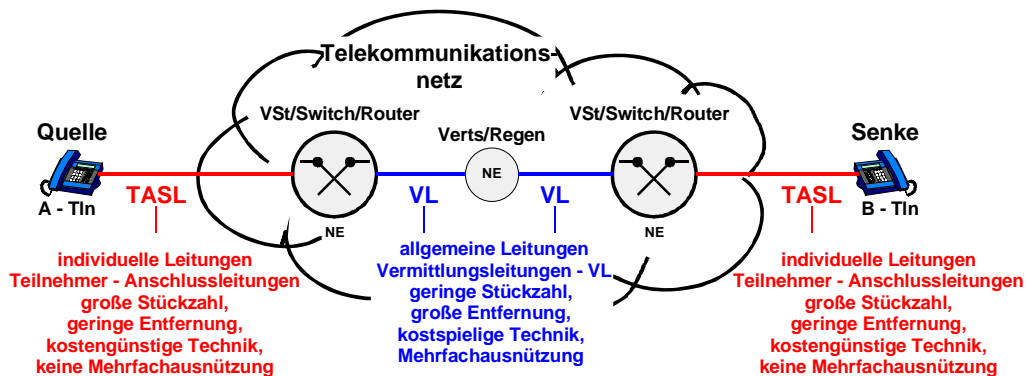 Telekommunikations-
netz
VSt/Switch/Router
VSt/Switch/Router
Quelle
Verts/Regen
Senke
NE
A - Tln
TASL
VL
VL
TASL
B - Tln
NE
NE
individuelle Leitungen
Teilnehmer - Anschlussleitungen
große Stückzahl,
geringe Entfernung,
kostengünstige Technik,
keine Mehrfachausnützung
allgemeine Leitungen
Vermittlungsleitungen - VL
geringe Stückzahl,
große Entfernung,
kostspielige Technik,
Mehrfachausnützung
individuelle Leitungen
Teilnehmer - Anschlussleitungen
große Stückzahl,
geringe Entfernung,
kostengünstige Technik,
keine Mehrfachausnützung